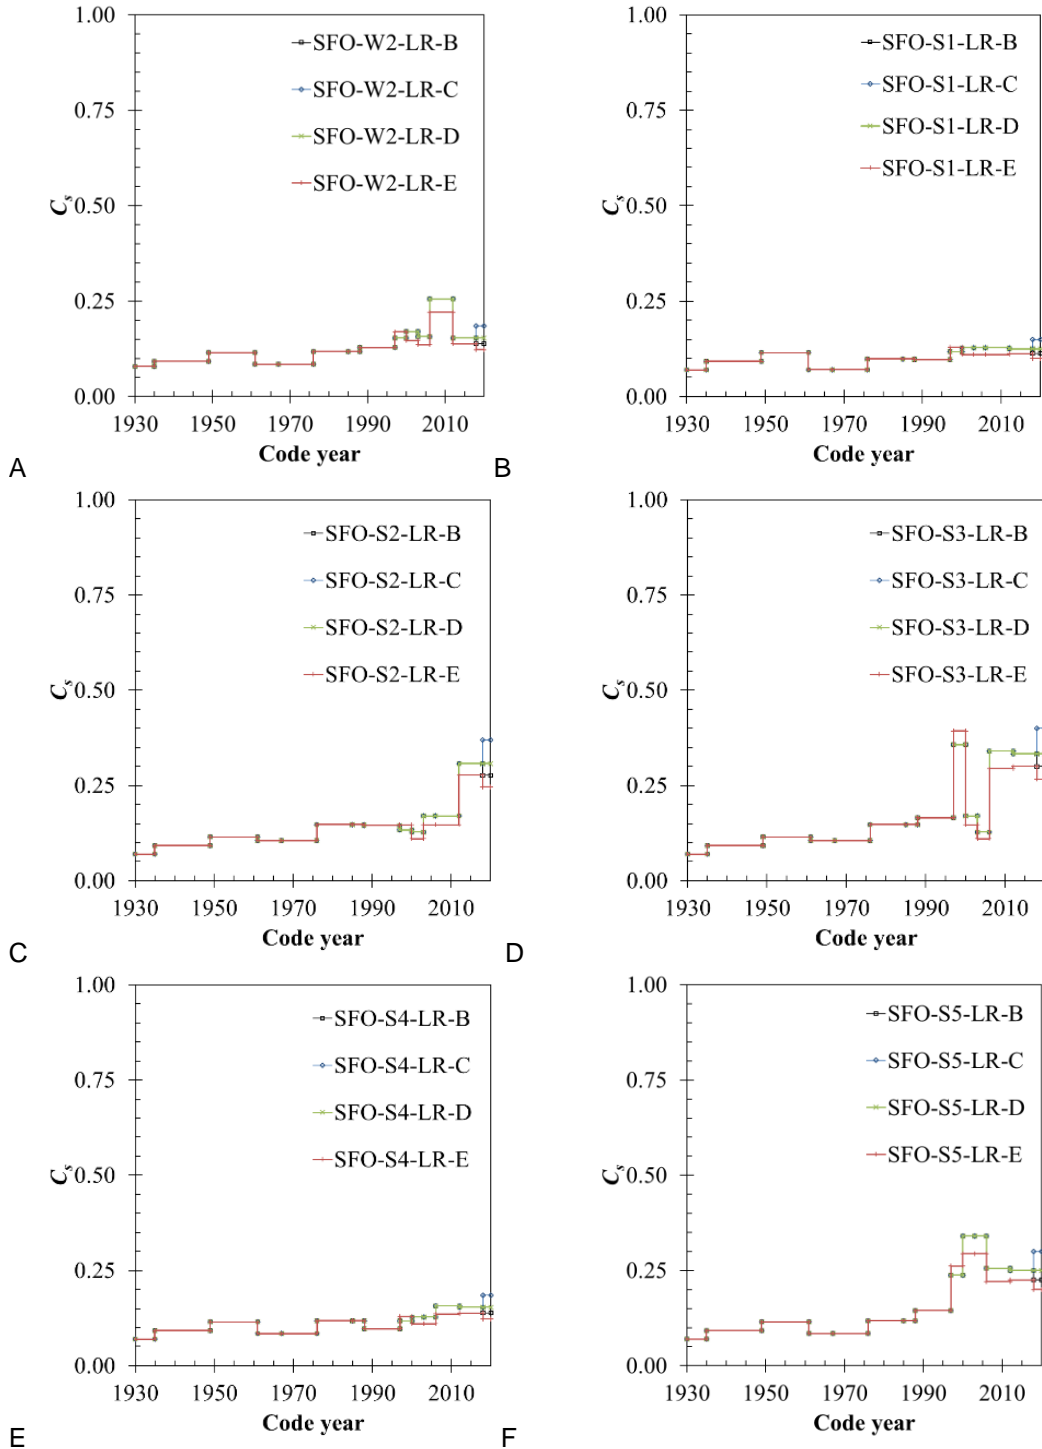 1.00
0.75
0.50
0.25
0.00
Cs
SFO-W2-LR-B
SFO-W2-LR-C
SFO-W2-LR-D
SFO-W2-LR-E
1930 1950 1970 1990 2010
Code year
A
1.00
0.75
0.50
0.25
0.00
Cs
SFO-S1-LR-B
SFO-S1-LR-C
SFO-S1-LR-D
SFO-S1-LR-E
1930 1950 1970 1990 2010
Code year
B
1.00
0.75
0.50
0.25
0.00
Cs
SFO-S2-LR-B
SFO-S2-LR-C
SFO-S2-LR-D
SFO-S2-LR-E
1930 1950 1970 1990 2010
Code year
C
1.00
0.75
0.50
0.25
0.00
Cs
SFO-S3-LR-B
SFO-S3-LR-C
SFO-S3-LR-D
SFO-S3-LR-E
1930 1950 1970 1990 2010
Code year
D
1.00
0.75
0.50
0.25
0.00
Cs
SFO-S4-LR-B
SFO-S4-LR-C
SFO-S4-LR-D
SFO-S4-LR-E
1930 1950 1970 1990 2010
Code year
E
1.00
0.75
0.50
0.25
0.00
Cs
SFO-S5-LR-B
SFO-S5-LR-C
SFO-S5-LR-D
SFO-S5-LR-E
1930 1950 1970 1990 2010
Code year
F